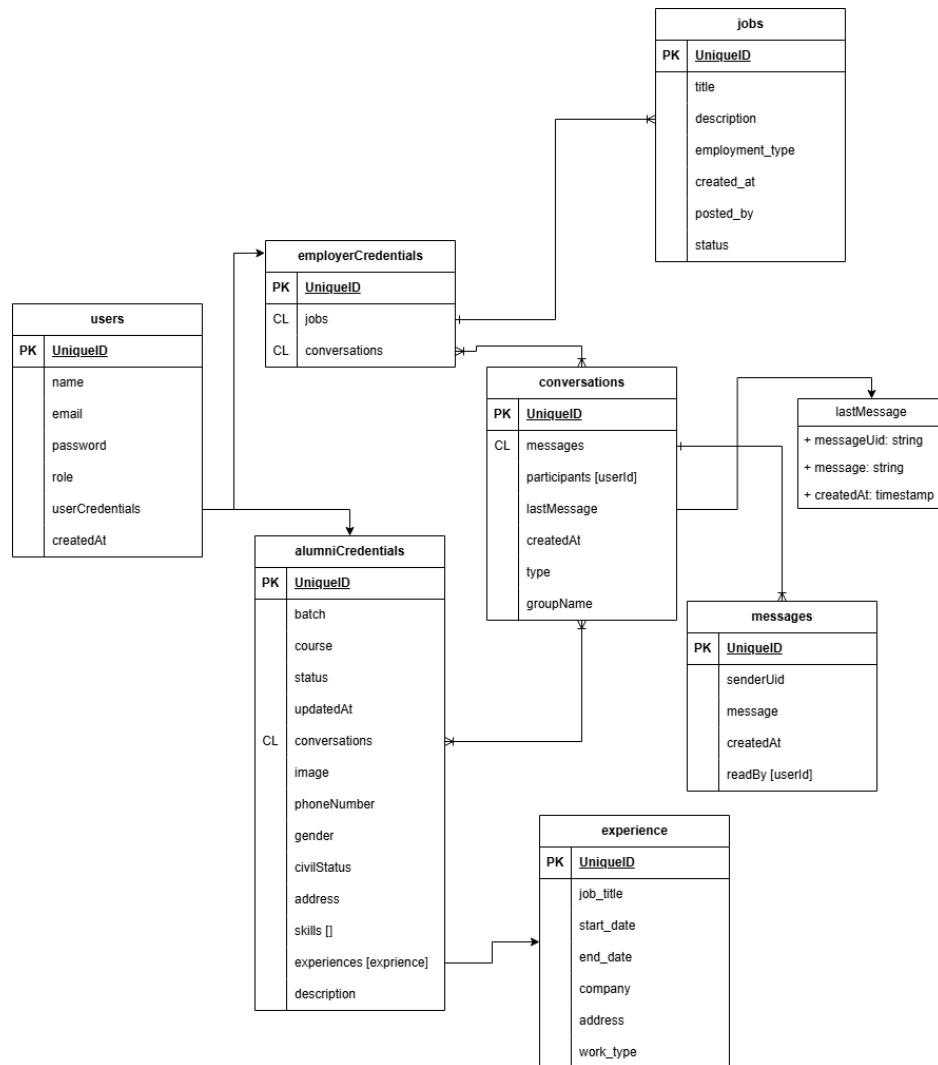 jobs
PK UniqueID
title
description
employment_type
created_at
posted_by
status
employerCredentials
PK UniqueID
CL jobs
CL conversations
users
PK UniqueID
name
email
password
role
userCredentials
createdAt
conversations
PK UniqueID
CL messages
participants [userId]
lastMessage
createdAt
type
groupName
lastMessage
+ messageUid: string
+ message: string
+ createdAt: timestamp
alumniCredentials
PK UniqueID
batch
course
status
updatedAt
CL conversations
image
phoneNumber
gender
civilStatus
address
skills []
experiences [exprience]
description
messages
PK UniqueID
senderUid
message
createdAt
readBy [userId]
experience
PK UniqueID
job_title
start_date
end_date
company
address
work_type